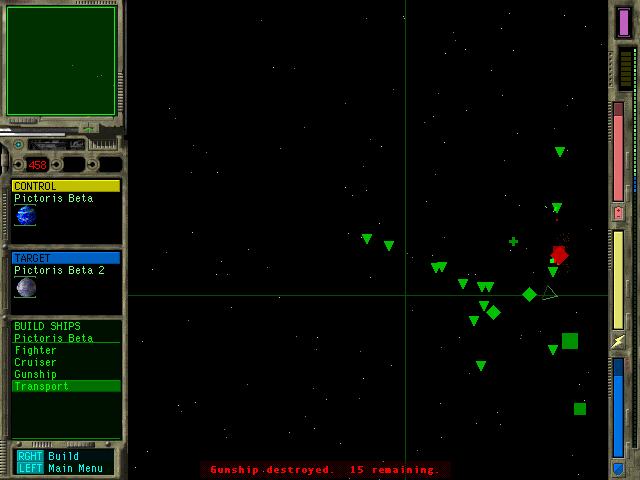 458
CONTROL
Pictoris Beta
TARGET
Pictoris Beta 2
BUILD SHIPS
Pictoris Beta
Fighter
Cruiser
Gunship
Transport
RGHT Build
LEFT Main Menu
Gunship destroyed. 15 remaining.